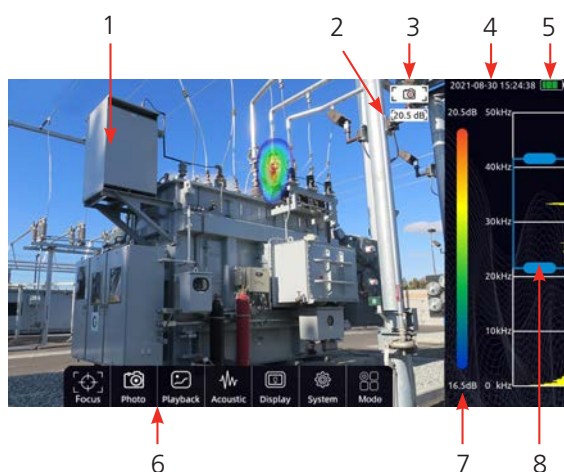 1
2
3
4
5
2021-08-30 15:24:38
20.5 dB
20.5dB
50kHz
40kHz
30kHz
20kHz
10kHz
16.5dB
0 kHz
Focus
Photo
Playback
Acoustic
Display
System
Mode
6
7
8